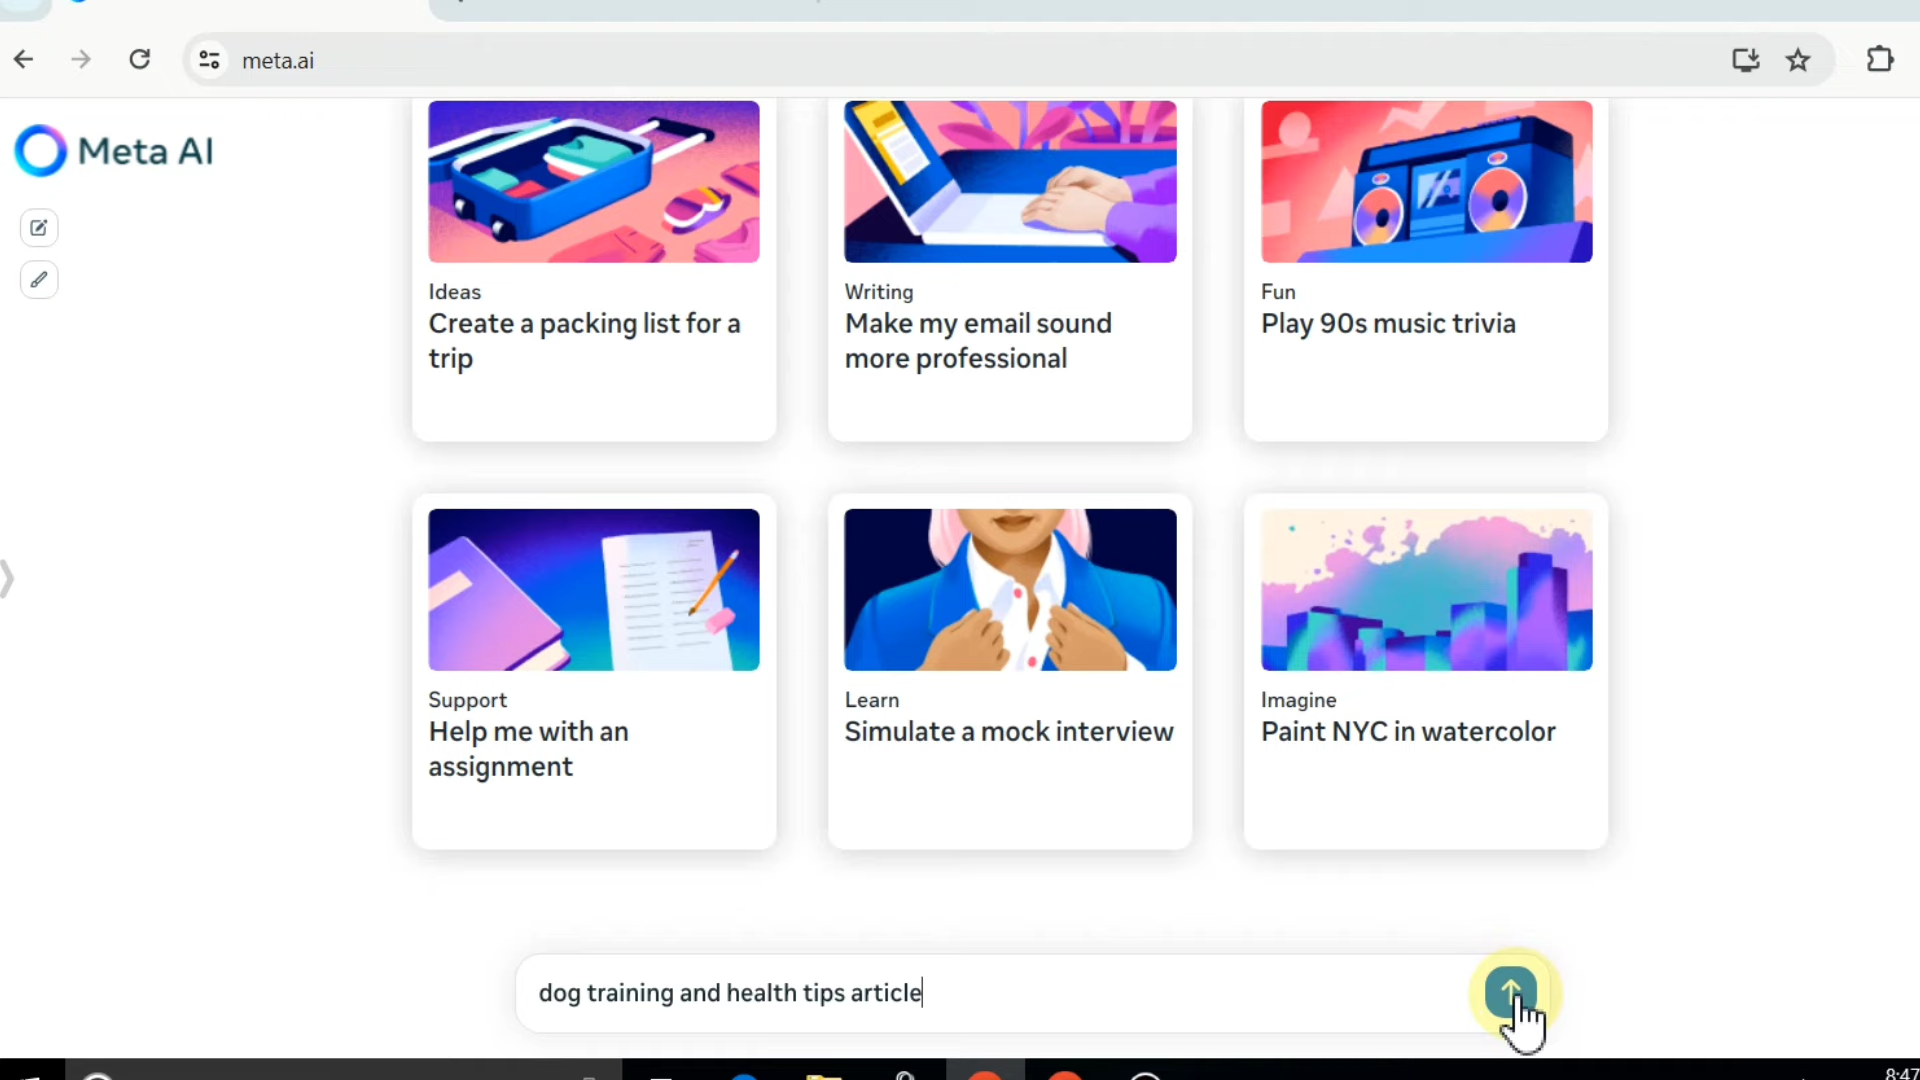 meta.ai
Meta AI
Ideas
Create a packing list for a
trip
Writing
Make my email sound
more professional
Fun
Play 90s music trivia
Support
Help me with an
assignment
Learn
Simulate a mock interview
Imagine
Paint NYC in watercolor
dog training and health tips article
8:47